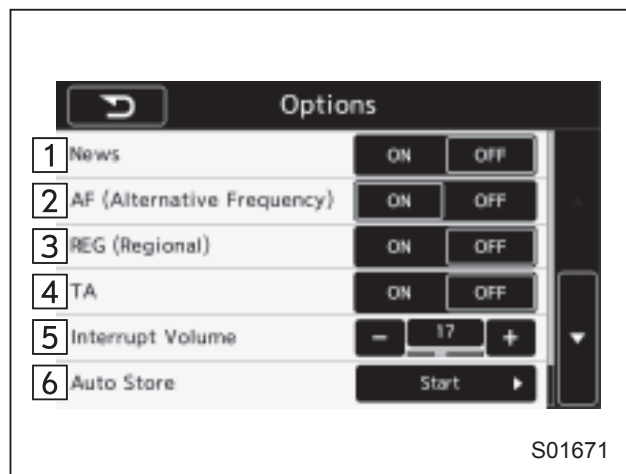 Options
1 News ON OFF
2 AF (Alternative Frequency) ON OFF
3 REG (Regional) ON OFF
4 TA ON OFF
5 Interrupt Volume − 17 +
6 Auto Store Start
S01671